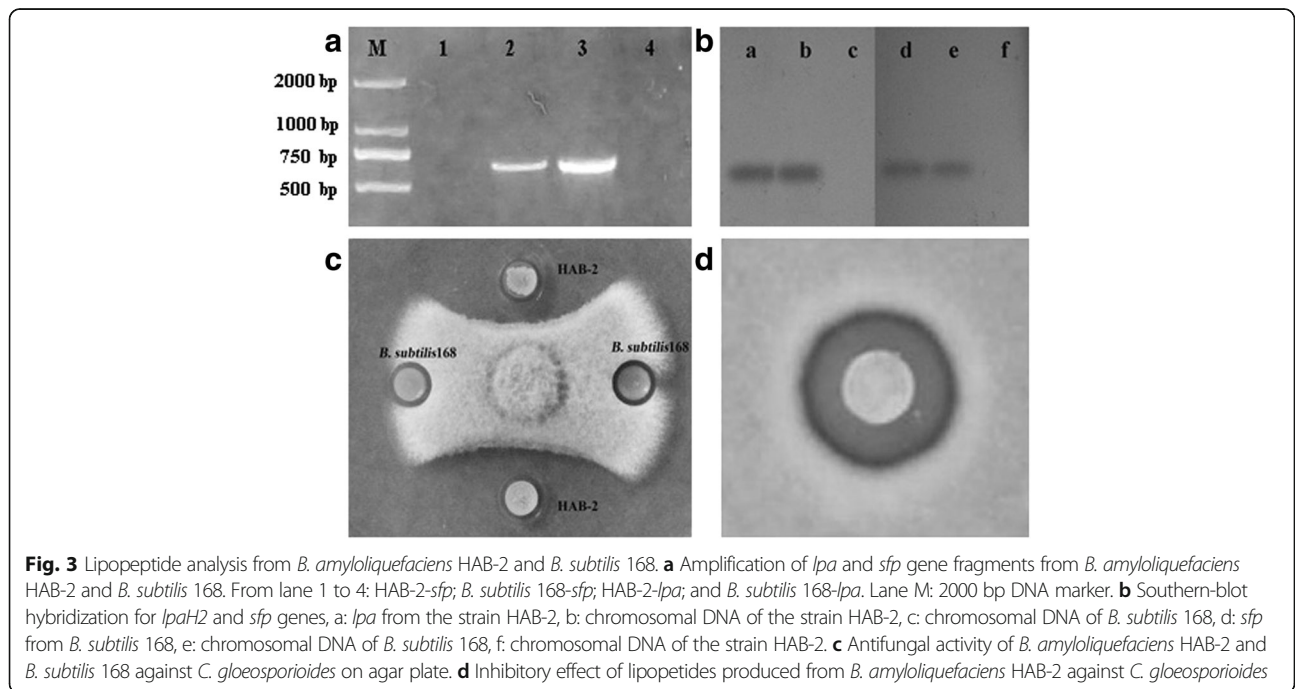 a
M 1 2 3 4
2000 bp
1000 bp
750 bp
500 bp
b
a b c d e f
c
HAB-2
B. subtilis168
B. subtilis168
HAB-2
d
Fig. 3 Lipopeptide analysis from B. amyloliquefaciens HAB-2 and B. subtilis 168. a Amplification of lpa and sfp gene fragments from B. amyloliquefaciens
HAB-2 and B. subtilis 168. From lane 1 to 4: HAB-2-sfp; B. subtilis 168-sfp; HAB-2-lpa; and B. subtilis 168-lpa. Lane M: 2000 bp DNA marker. b Southern-blot
hybridization for lpaH2 and sfp genes, a: lpa from the strain HAB-2, b: chromosomal DNA of the strain HAB-2, c: chromosomal DNA of B. subtilis 168, d: sfp
from B. subtilis 168, e: chromosomal DNA of B. subtilis 168, f: chromosomal DNA of the strain HAB-2. c Antifungal activity of B. amyloliquefaciens HAB-2 and
B. subtilis 168 against C. gloeosporioides on agar plate. d Inhibitory effect of lipopetides produced from B. amyloliquefaciens HAB-2 against C. gloeosporioides